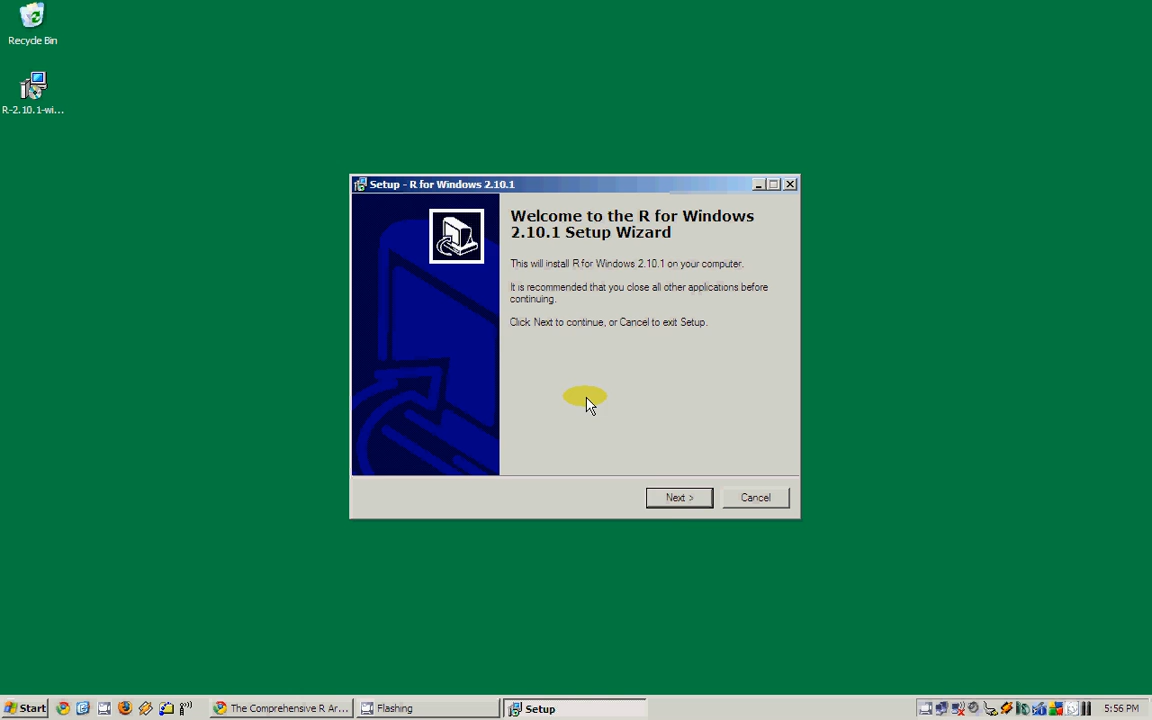 Recycle Bin
R-2.10.1-wi...
Setup - R for Windows 2.10.1
Welcome to the R for Windows
2.10.1 Setup Wizard
This will install R for Windows 2.10.1 on your computer.
It is recommended that you close all other applications before
continuing.
Click Next to continue, or Cancel to exit Setup.
Next >
Cancel
Start
The Comprehensive R Ar...
Flashing
Setup
5:56 PM